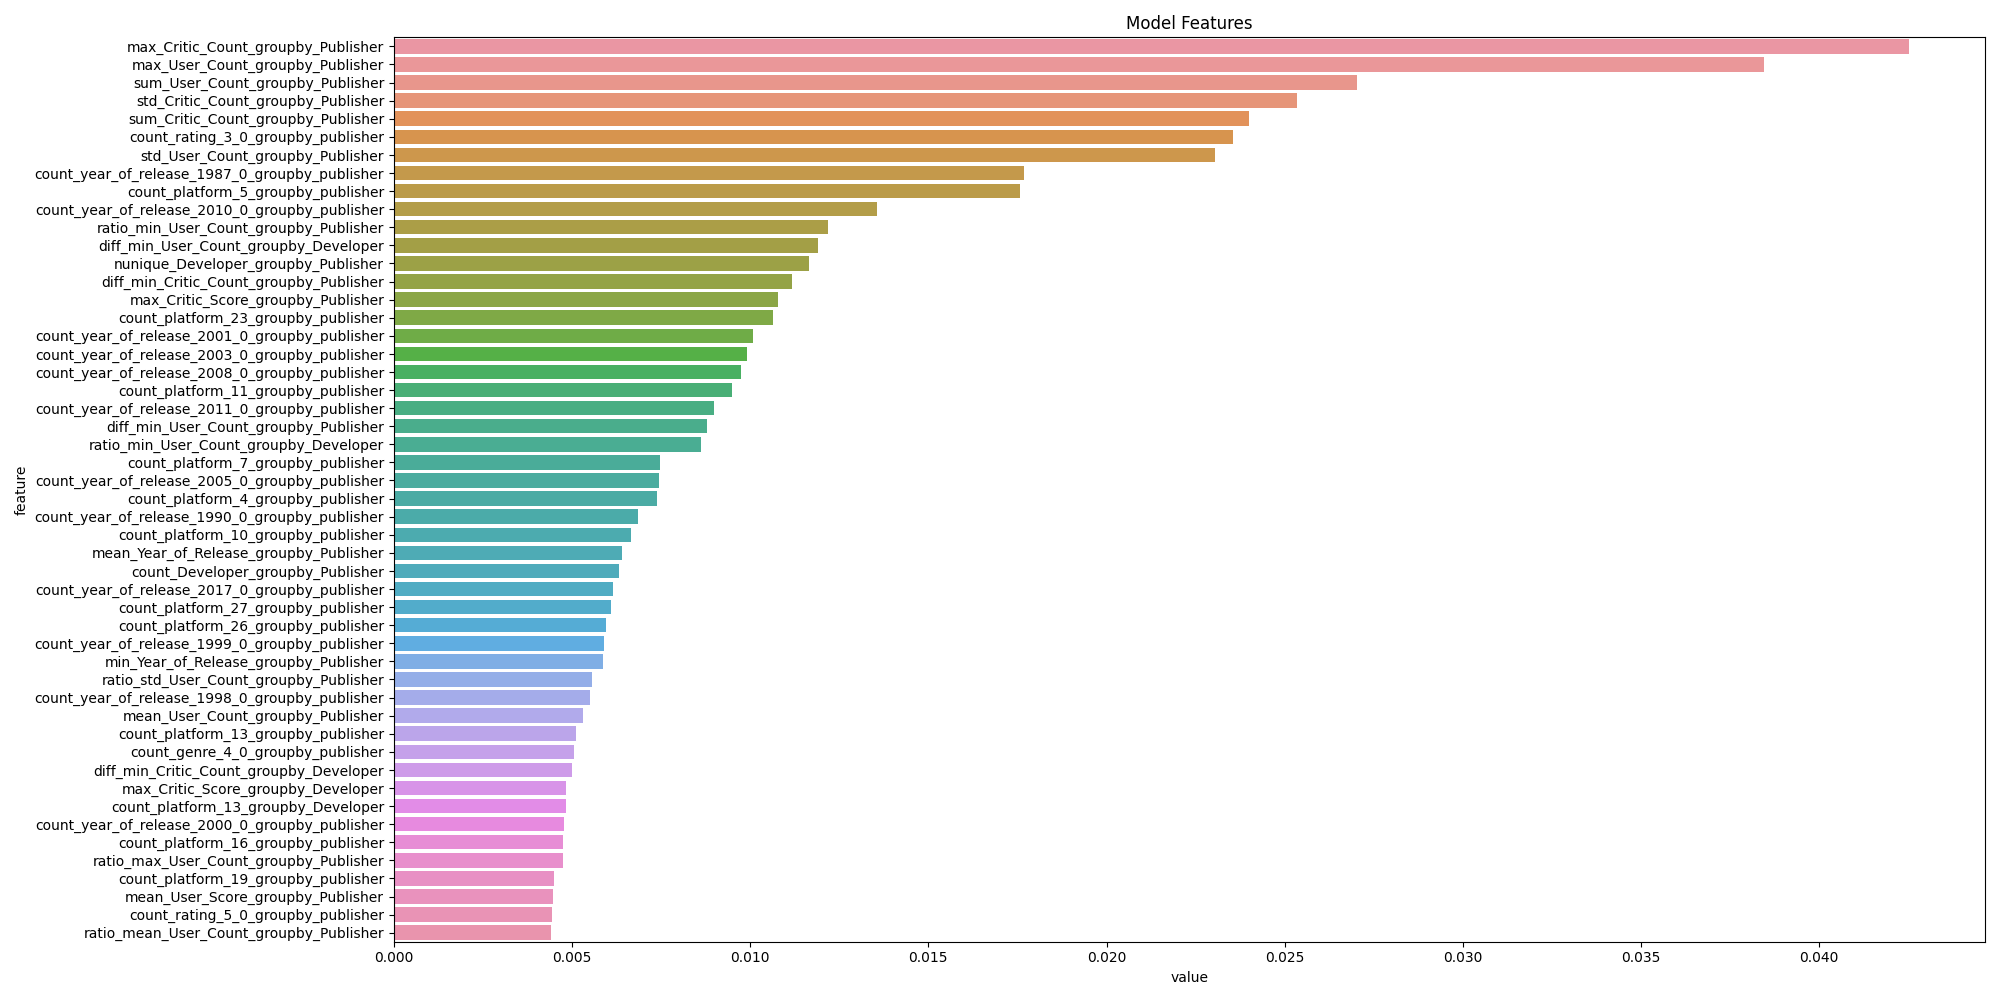 Model Features
max_Critic_Count_groupby_Publisher
max_User_Count_groupby_Publisher
sum_User_Count_groupby_Publisher
std_Critic_Count_groupby_Publisher
sum_Critic_Count_groupby_Publisher
count_rating_3_0_groupby_publisher
std_User_Count_groupby_Publisher
count_year_of_release_1987_0_groupby_publisher
count_platform_5_groupby_publisher
count_year_of_release_2010_0_groupby_publisher
ratio_min_User_Count_groupby_Publisher
diff_min_User_Count_groupby_Developer
nunique_Developer_groupby_Publisher
diff_min_Critic_Count_groupby_Publisher
max_Critic_Score_groupby_Publisher
count_platform_23_groupby_publisher
count_year_of_release_2001_0_groupby_publisher
count_year_of_release_2003_0_groupby_publisher
count_year_of_release_2008_0_groupby_publisher
count_platform_11_groupby_publisher
count_year_of_release_2011_0_groupby_publisher
diff_min_User_Count_groupby_Publisher
ratio_min_User_Count_groupby_Developer
count_platform_7_groupby_publisher
count_year_of_release_2005_0_groupby_publisher
count_platform_4_groupby_publisher
count_year_of_release_1990_0_groupby_publisher
count_platform_10_groupby_publisher
mean_Year_of_Release_groupby_Publisher
count_Developer_groupby_Publisher
count_year_of_release_2017_0_groupby_publisher
count_platform_27_groupby_publisher
count_platform_26_groupby_publisher
count_year_of_release_1999_0_groupby_publisher
min_Year_of_Release_groupby_Publisher
ratio_std_User_Count_groupby_Publisher
count_year_of_release_1998_0_groupby_publisher
mean_User_Count_groupby_Publisher
count_platform_13_groupby_publisher
count_genre_4_0_groupby_publisher
diff_min_Critic_Count_groupby_Developer
max_Critic_Score_groupby_Developer
count_platform_13_groupby_Developer
count_year_of_release_2000_0_groupby_publisher
count_platform_16_groupby_publisher
ratio_max_User_Count_groupby_Publisher
count_platform_19_groupby_publisher
mean_User_Score_groupby_Publisher
count_rating_5_0_groupby_publisher
ratio_mean_User_Count_groupby_Publisher
feature
0.000 0.005 0.010 0.015 0.020 0.025 0.030 0.035 0.040
value